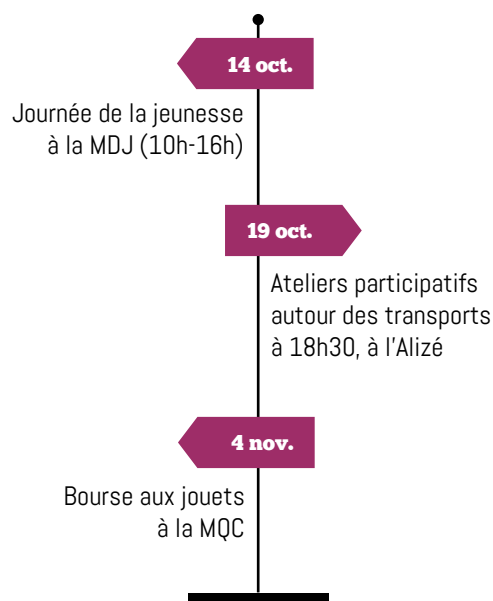 14 oct.
Journée de la jeunesse
à la MDJ (10h-16h)
19 oct.
Ateliers participatifs
autour des transports
à 18h30, à l'Alizé
4 nov.
Bourse aux jouets
à la MQC